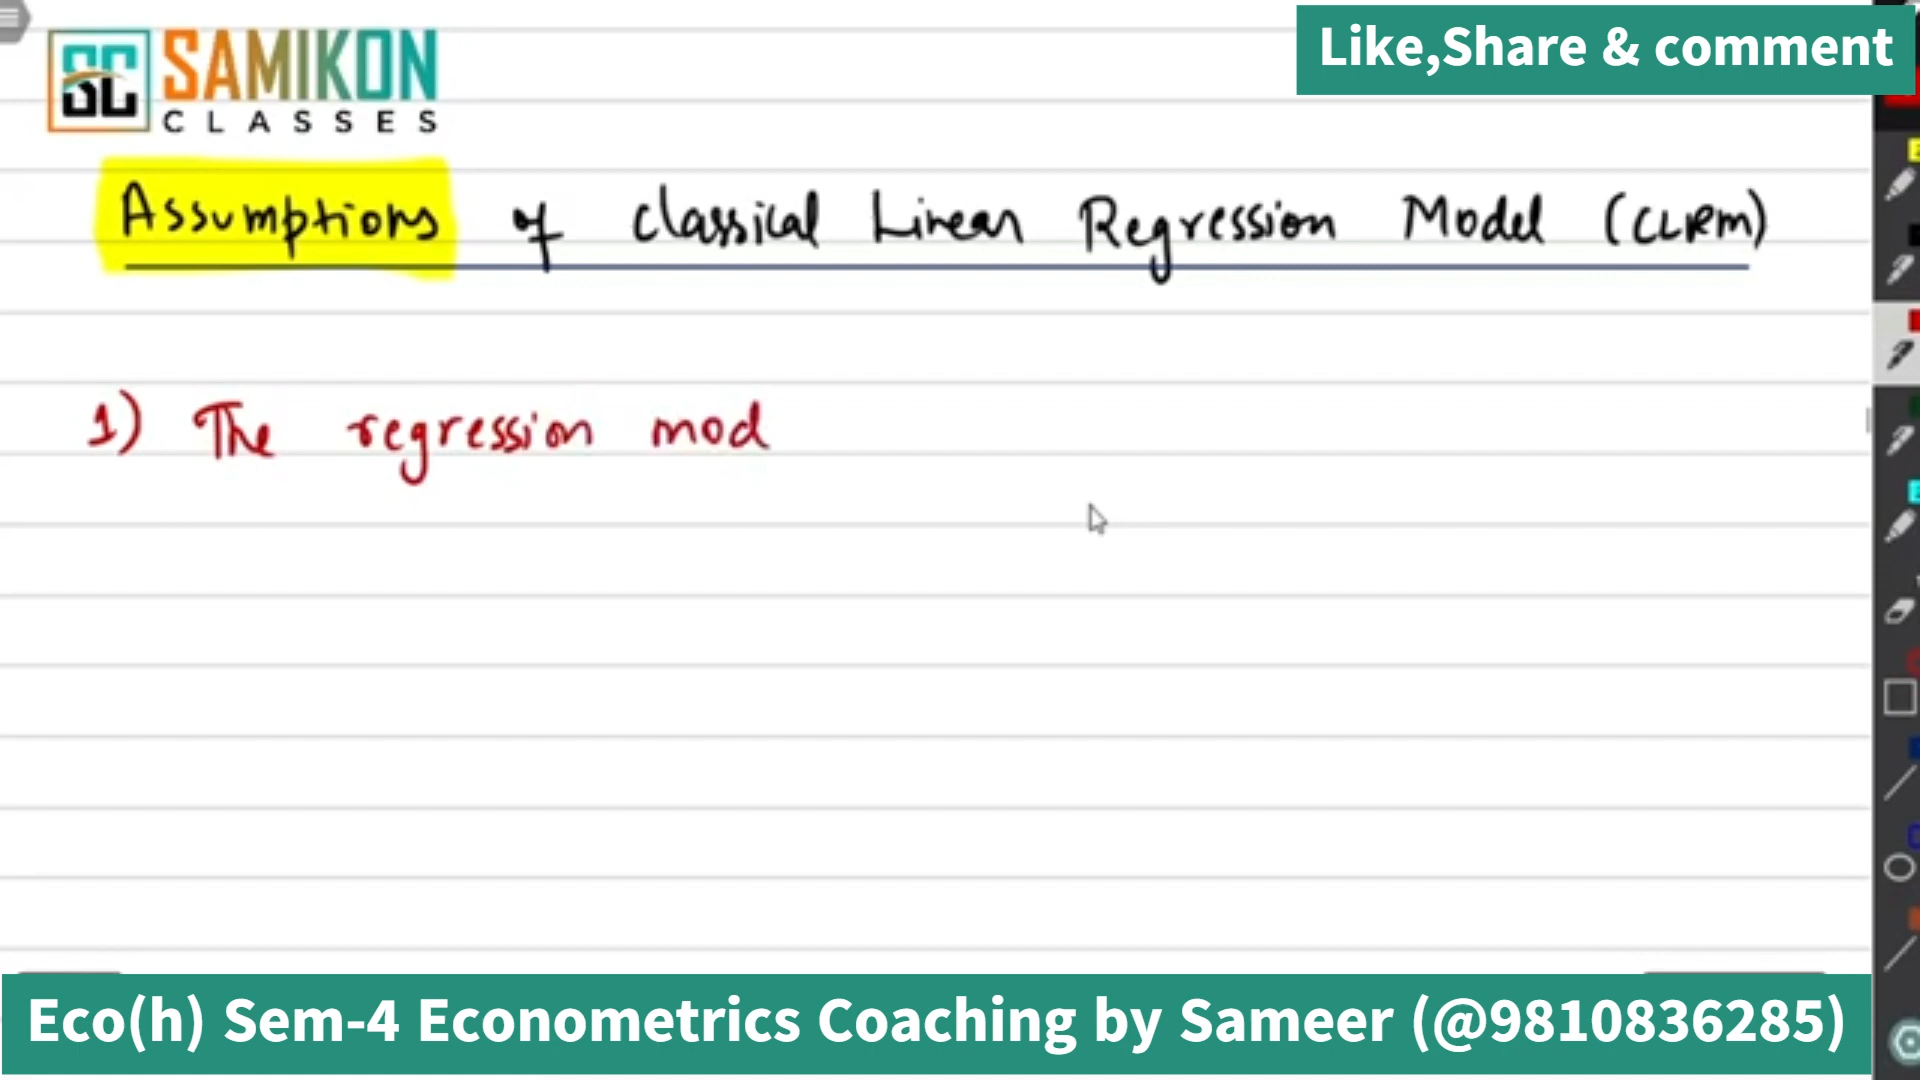 Like,Share & comment
SC SAMIKON
CLASSES
Assumptions of Classical Linear Regression Model (CLRM)
1) The regression mod
Eco(h) Sem-4 Econometrics Coaching by Sameer (@9810836285)